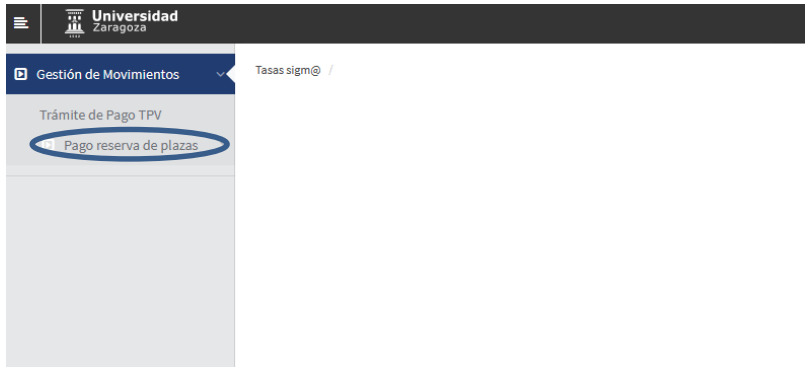 Universidad
Zaragoza
Gestión de Movimientos
Tasas sigm@ /
Trámite de Pago TPV
Pago reserva de plazas